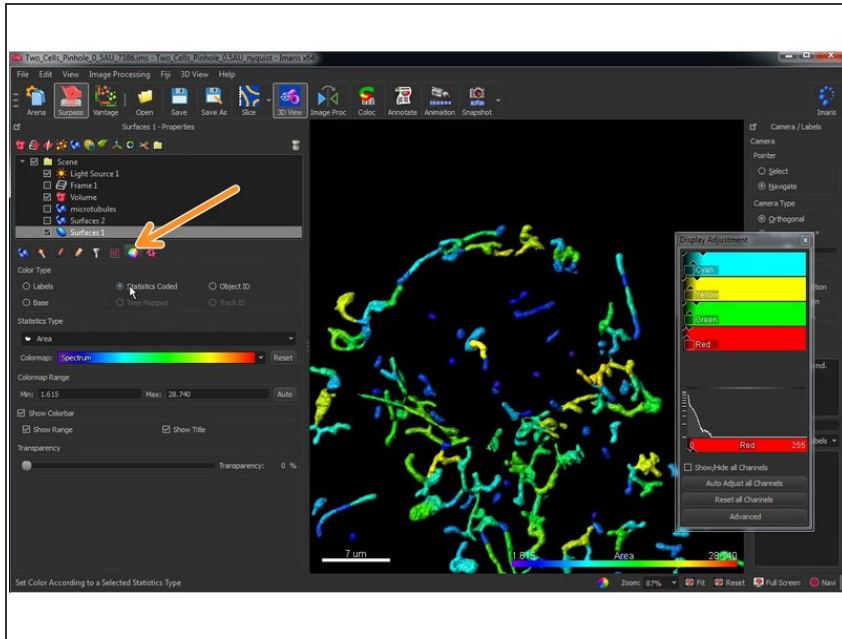 Two_Cells_Pinhole_0_5AU_7386.ims - Two_Cells_Pinhole_0.5AU_nyquist - Imaris x64
File Edit View Image Processing Fiji 3D View Help
Arena Surpass Vantage Open Save Save As Slice 3D View Image Proc Coloc Annotate Animation Snapshot Imaris
Surfaces 1 - Properties
Scene
Light Source 1
Frame 1
Volume
microtubules
Surfaces 2
Surfaces 1
Color Type
Labels Statistics Coded Object ID
Base Time Mapped Track ID
Statistics Type
Area
Colormap: Spectrum Reset
Colormap Range
Min: 1.615 Max: 28.740 Auto
Show Colorbar
Show Range Show Title
Transparency
Transparency: 0 %
7 um
1.615 Area 28.740
Camera / Labels
Camera
Pointer
Select
Navigate
Camera Type
Orthogonal
Display Adjustment
Cyan
Yellow
Green
Red
0 Red 255
Show/Hide all Channels
Auto Adjust all Channels
Reset all Channels
Advanced
Set Color According to a Selected Statistics Type
Zoom: 87% Fit Reset Full Screen Navi